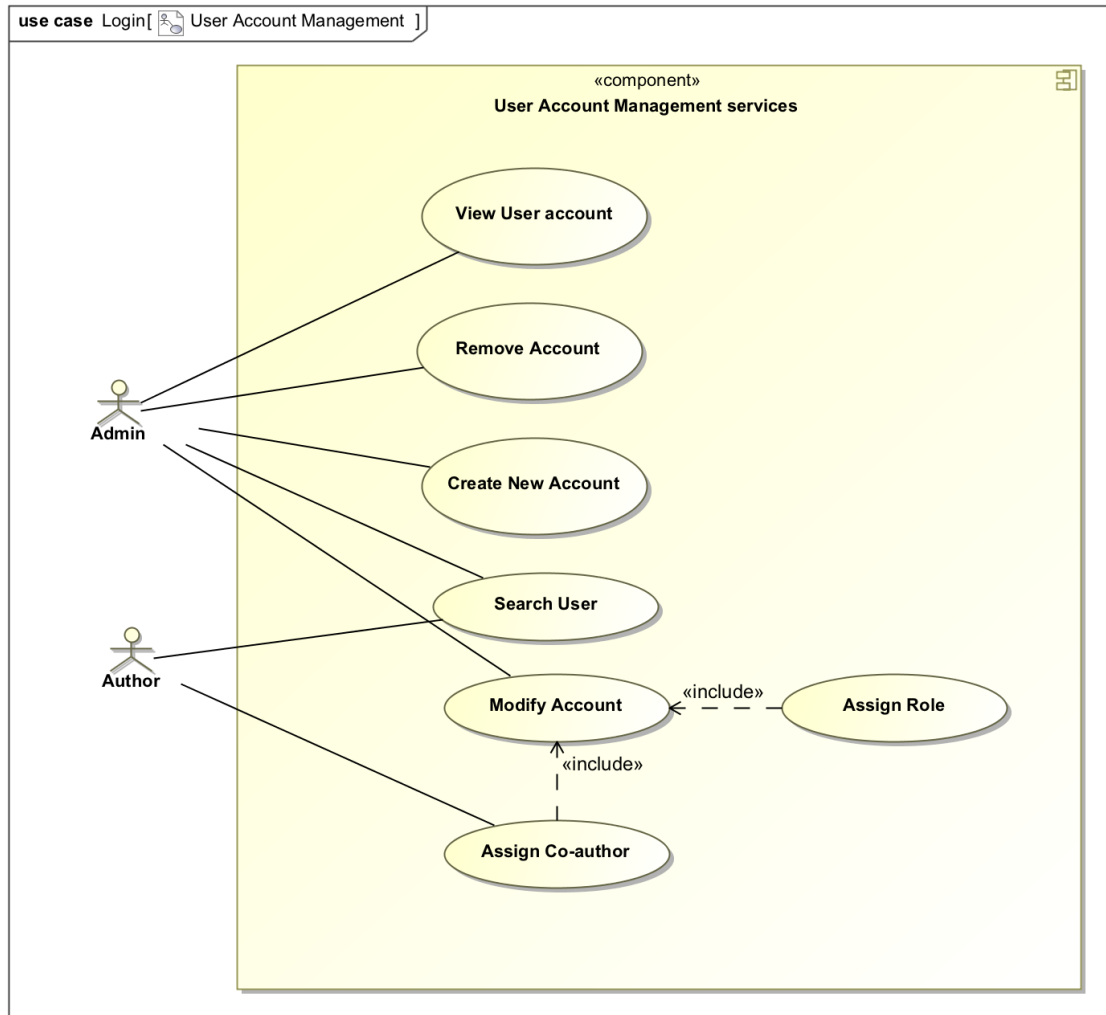 use case Login[ User Account Management ]
«component»
User Account Management services
View User account
Remove Account
Admin
Create New Account
Search User
Author
Modify Account
«include»
Assign Role
«include»
Assign Co-author